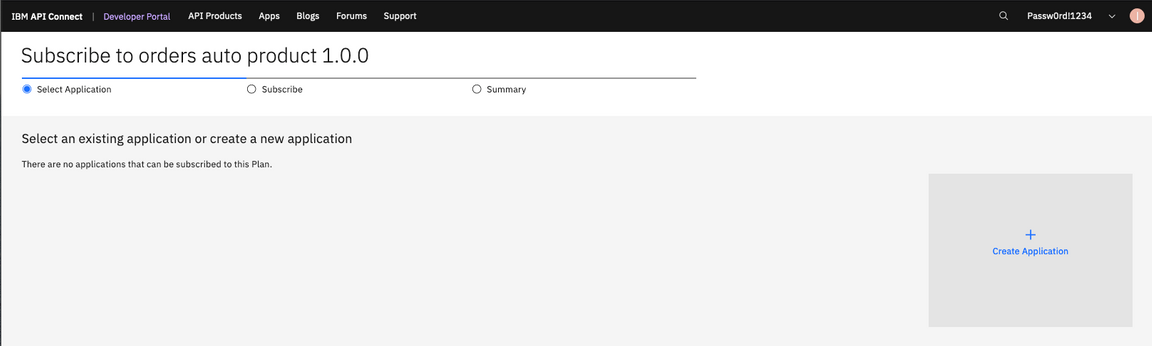 IBM API Connect | Developer Portal API Products Apps Blogs Forums Support Passw0rd!1234 I
Subscribe to orders auto product 1.0.0
Select Application Subscribe Summary
Select an existing application or create a new application
There are no applications that can be subscribed to this Plan.
+
Create Application